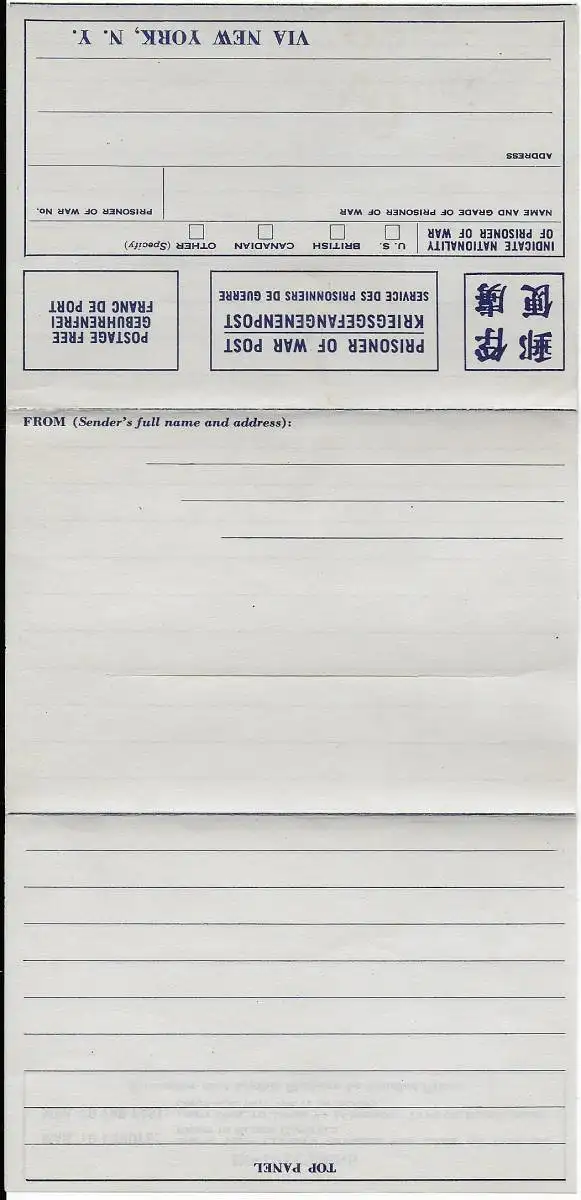 俘虜
郵便
PRISONER OF WAR POST
KRIEGSGEFANGENENPOST
SERVICE DES PRISONNIERS DE GUERRE
POSTAGE FREE
GEBUHRENFREI
FRANC DE PORT
INDICATE NATIONALITY
OF PRISONER OF WAR
U. S. BRITISH CANADIAN OTHER (Specify)
NAME AND GRADE OF PRISONER OF WAR
PRISONER OF WAR No.
ADDRESS
VIA NEW YORK, N. Y.
FROM (Sender's full name and address):
TOP PANEL